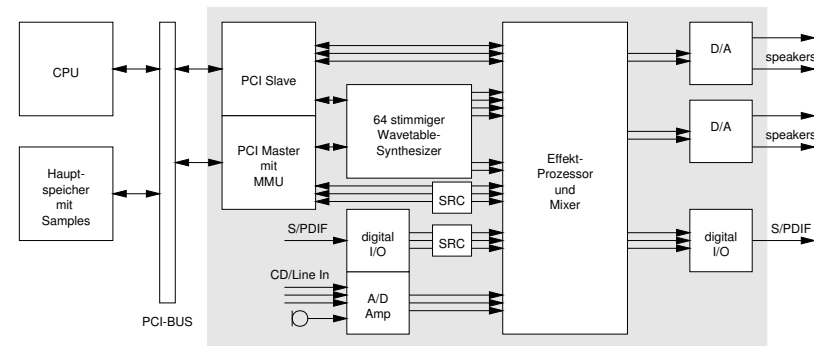 CPU
Haupt-
speicher
mit
Samples
PCI-BUS
PCI Slave
PCI Master
mit
MMU
64 stimmiger
Wavetable-
Synthesizer
SRC
S/PDIF
digital
I/O
SRC
CD/Line In
A/D
Amp
Effekt-
Prozessor
und
Mixer
D/A
speakers
D/A
speakers
digital
I/O
S/PDIF